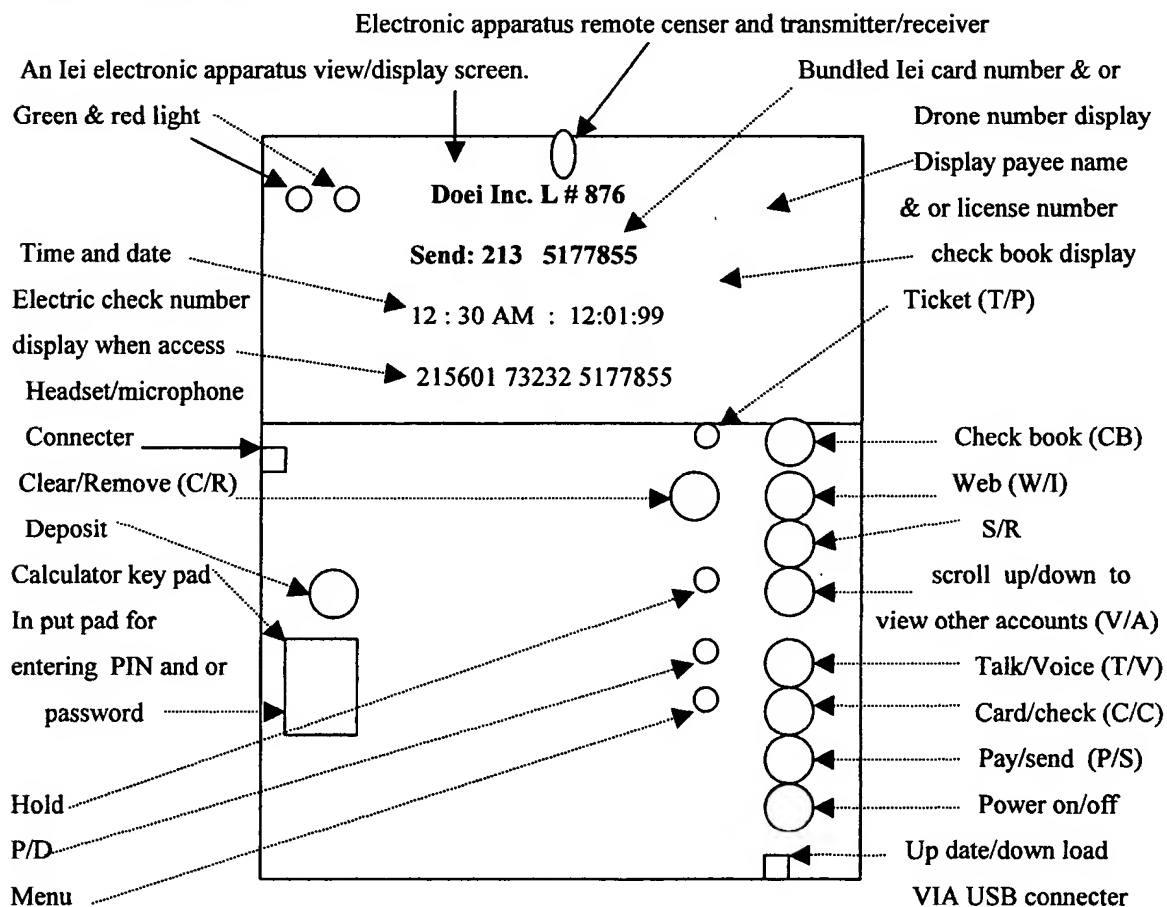 Electronic apparatus remote censer and transmitter/receiver
An Iei electronic apparatus view/display screen.
Bundled Iei card number & or
Green & red light
Drone number display
Display payee name
Doei Inc. L # 876
& or license number
Time and date
Send: 213 5177855
check book display
Electric check number
12 : 30 AM : 12:01:99
Ticket (T/P)
display when access
215601 73232 5177855
Headset/microphone
Connecter
Check book (CB)
Clear/Remove (C/R)
Web (W/I)
Deposit
S/R
Calculator key pad
scroll up/down to
In put pad for
view other accounts (V/A)
entering PIN and or
Talk/Voice (T/V)
password
Card/check (C/C)
Pay/send (P/S)
Hold
Power on/off
P/D
Up date/down load
Menu
VIA USB connecter